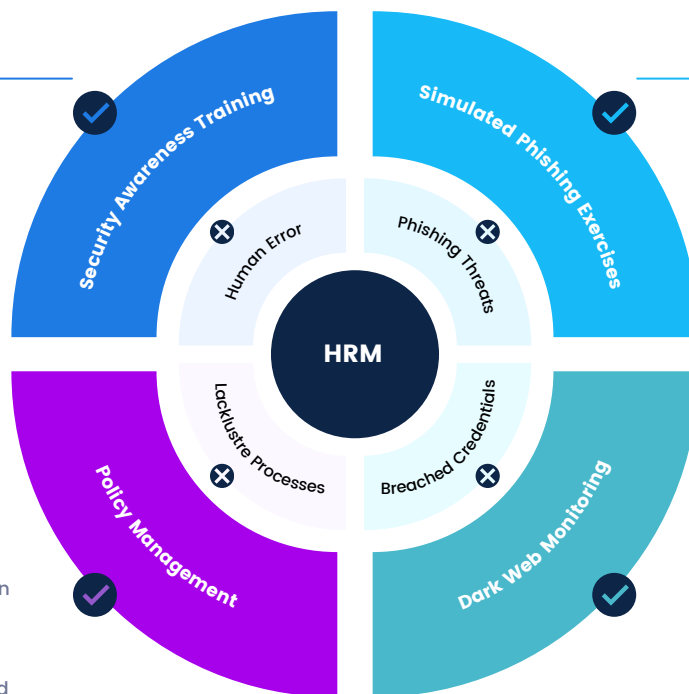 Security Awareness Training
Simulated Phishing Exercises
Human Error
Phishing Threats
HRM
Lacklustre Processes
Breached Credentials
Policy Management
Dark Web Monitoring
n
d